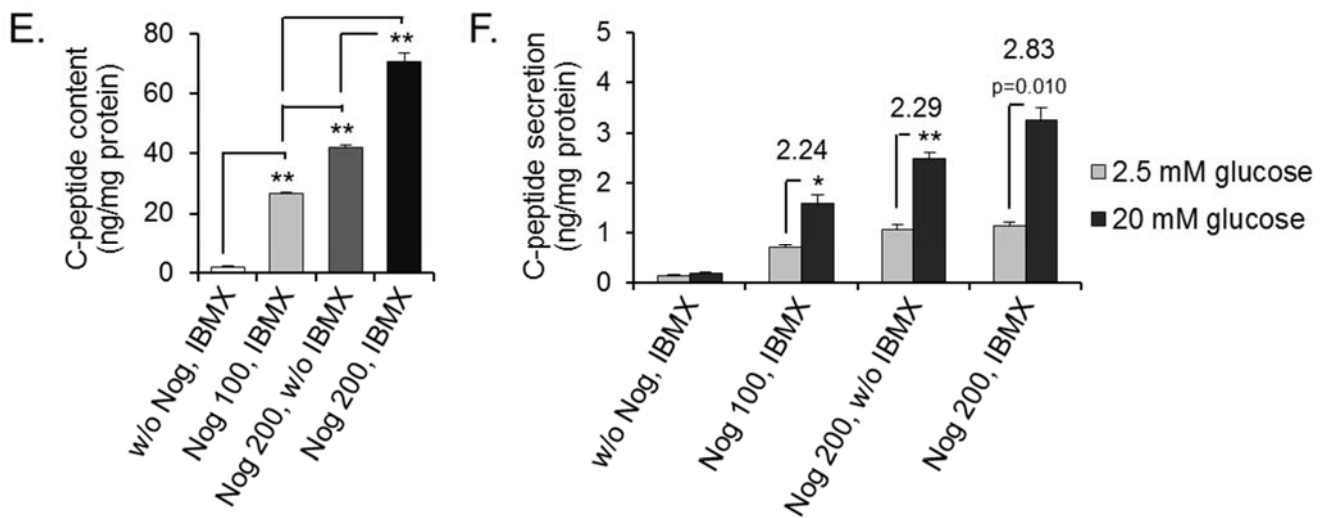 E.
C-peptide content
(ng/mg protein)
80
60
40
20
0
**
**
**
w/o Nog, IBMX
Nog 100, IBMX
Nog 200, w/o IBMX
Nog 200, IBMX
F.
C-peptide secretion
(ng/mg protein)
5
4
3
2
1
0
2.24
*
2.29
**
2.83
p=0.010
w/o Nog, IBMX
Nog 100, IBMX
Nog 200, w/o IBMX
Nog 200, IBMX
2.5 mM glucose
20 mM glucose